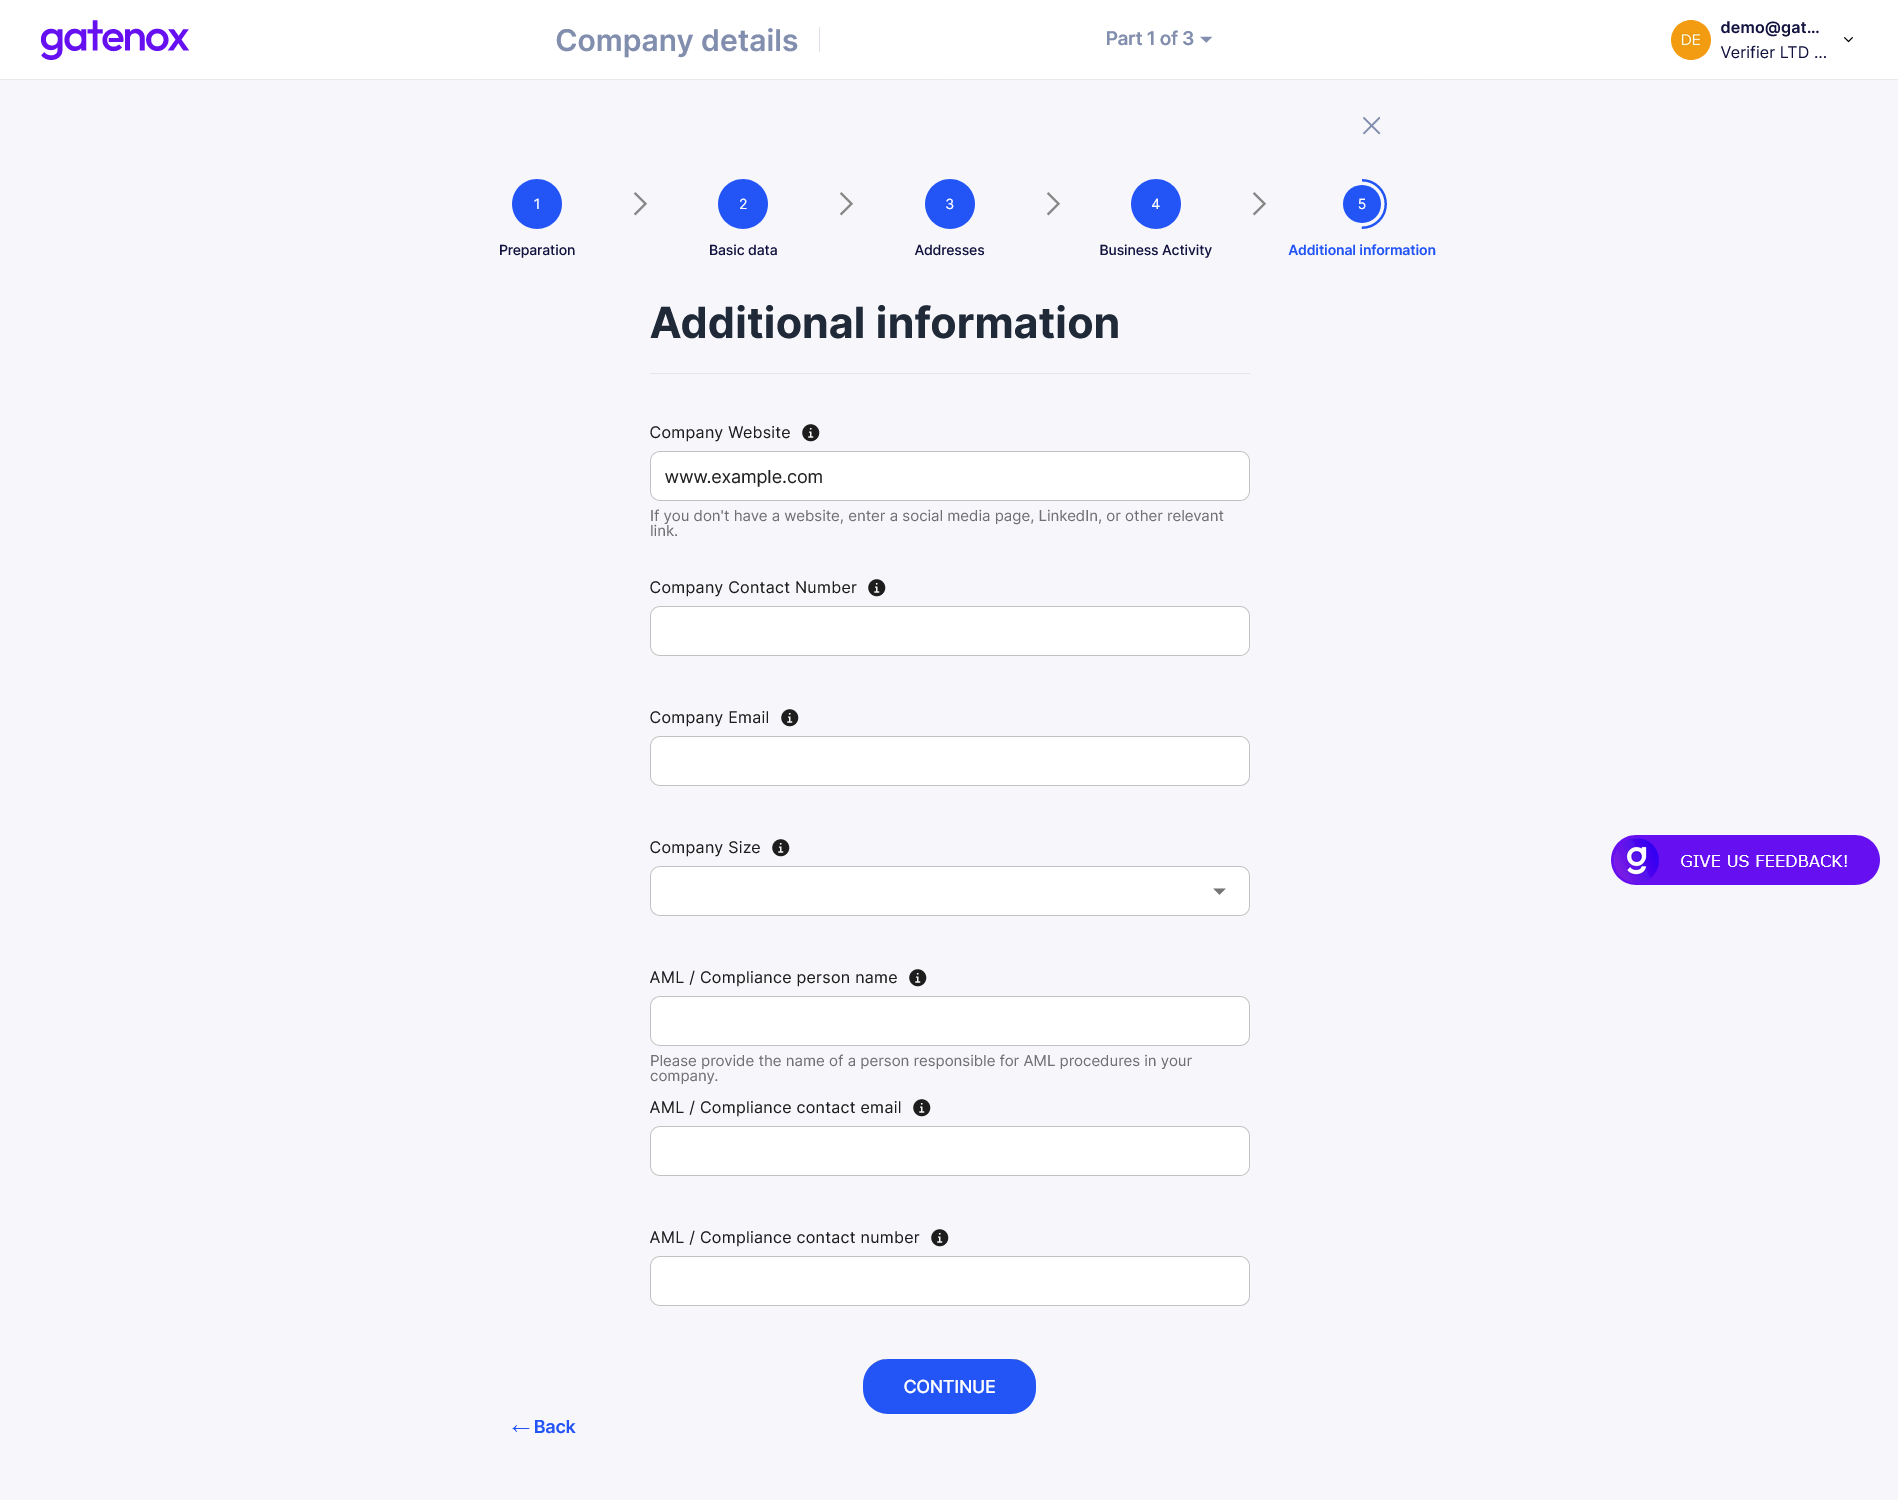 gatenox
Company details
Part 1 of 3
DE
demo@gat...
Verifier LTD ...
1
2
3
4
5
Preparation
Basic data
Addresses
Business Activity
Additional information
Additional information
Company Website
www.example.com
If you don't have a website, enter a social media page, LinkedIn, or other relevant
link.
Company Contact Number
Company Email
Company Size
g GIVE US FEEDBACK!
AML / Compliance person name
Please provide the name of a person responsible for AML procedures in your
company.
AML / Compliance contact email
AML / Compliance contact number
CONTINUE
← Back